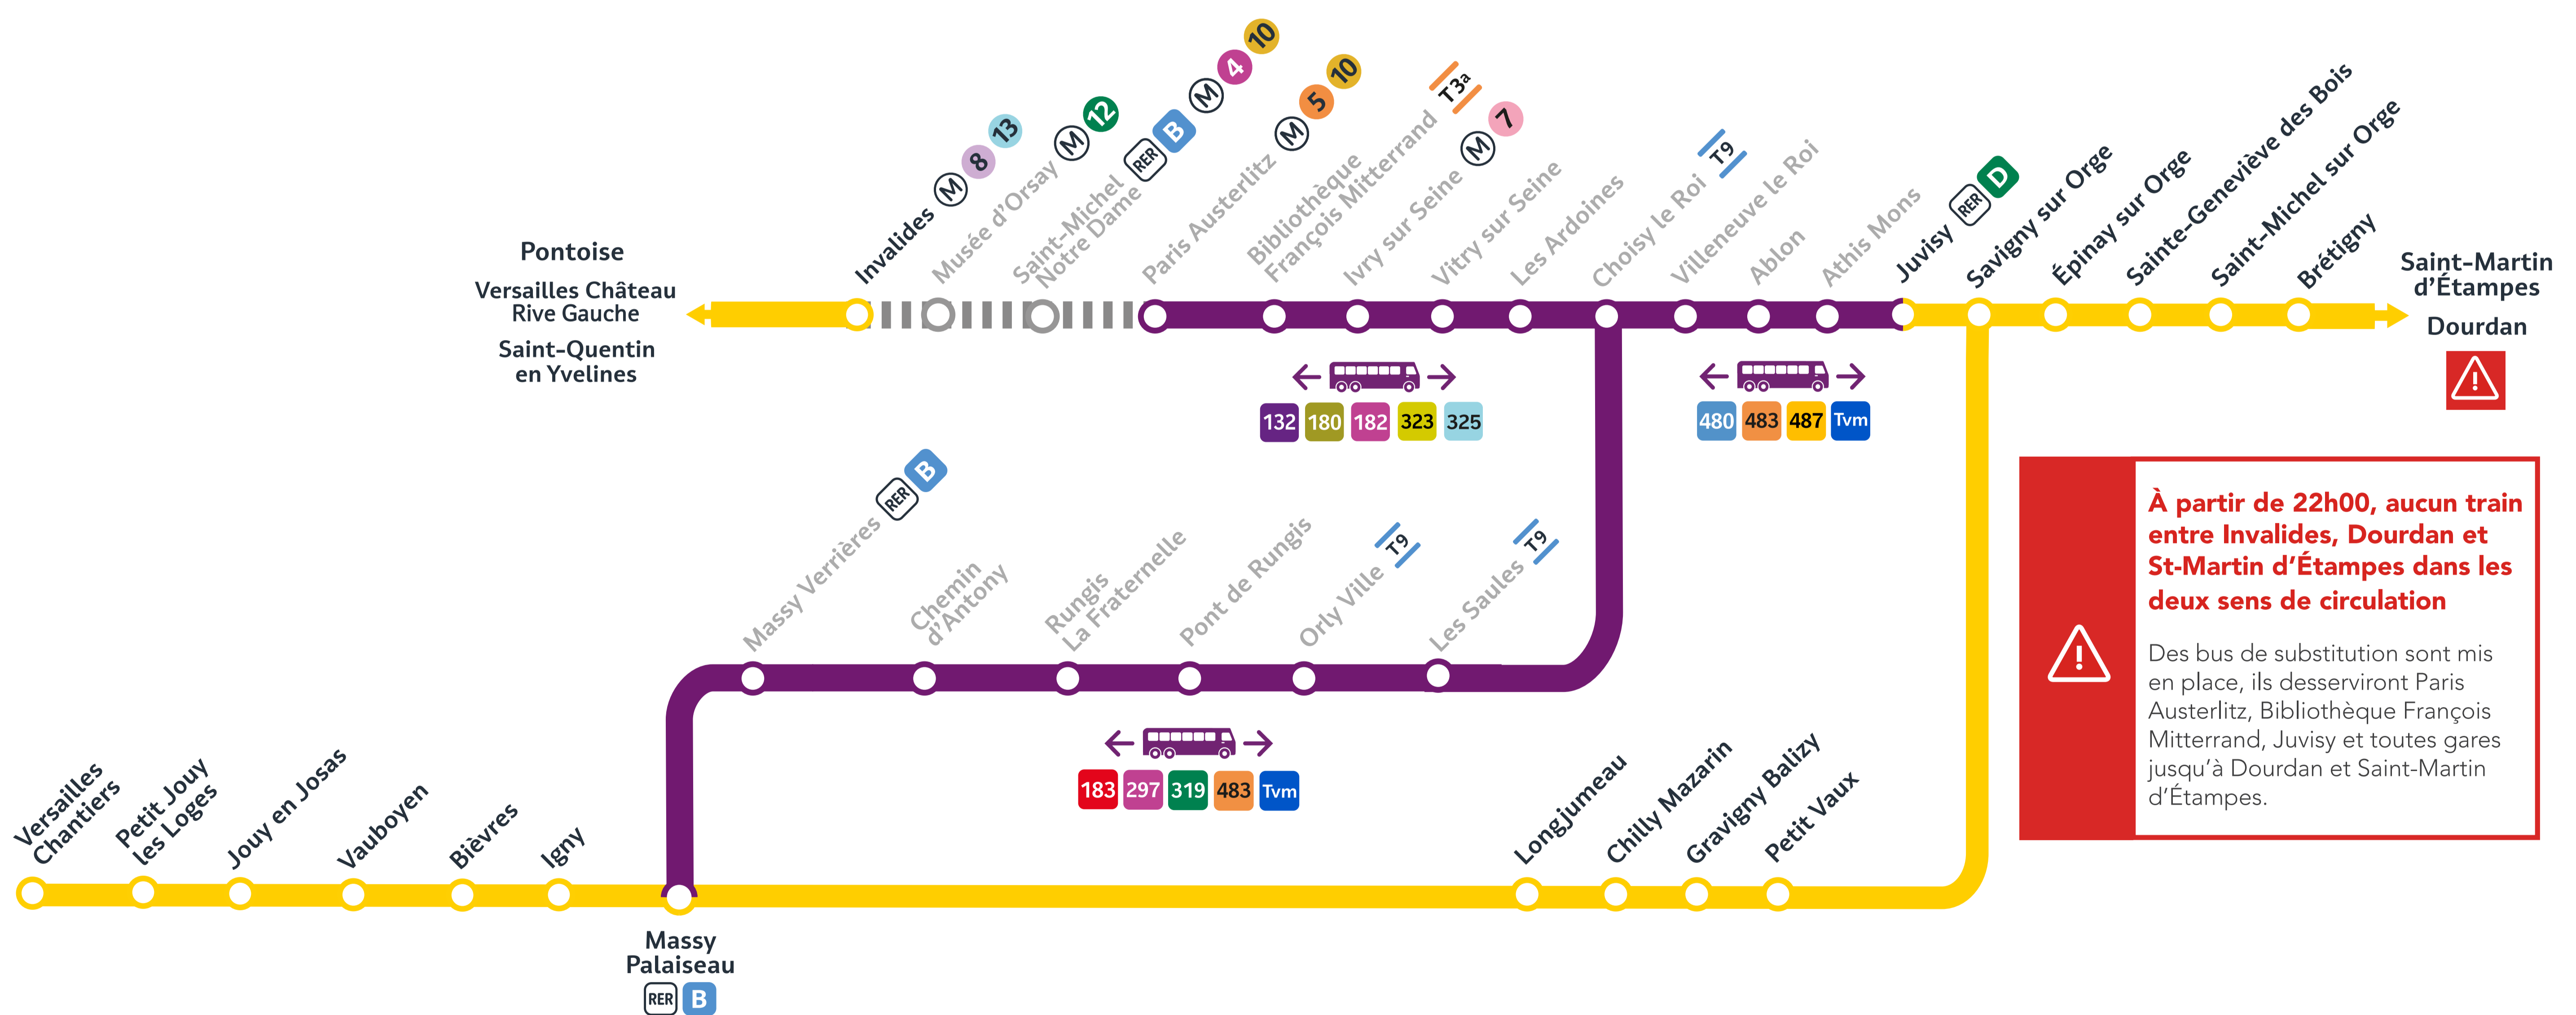 Pontoise
Versailles Château
Rive Gauche
Saint-Quentin
en Yvelines
Invalides M 8 13
Musée d'Orsay M 12
Saint-Michel
Notre Dame RER B M 4 10
Paris Austerlitz M 5 10
Bibliothèque
François Mitterrand T3a
Ivry sur Seine M 7
Vitry sur Seine
Les Ardoines
Choisy le Roi T9
Villeneuve le Roi
Ablon
Athis Mons
Juvisy RER D
Savigny sur Orge
Épinay sur Orge
Sainte-Geneviève des Bois
Saint-Michel sur Orge
Brétigny
Saint-Martin
d'Étampes
Dourdan
!
132 180 182 323 325
480 483 487 Tvm
Massy Verrières RER B
Chemin
d'Antony
Rungis
La Fraternelle
Pont de Rungis
Orly Ville T9
Les Saules T9
183 297 319 483 Tvm
À partir de 22h00, aucun train
entre Invalides, Dourdan et
St-Martin d'Étampes dans les
deux sens de circulation
!
Des bus de substitution sont mis
en place, ils desserviront Paris
Austerlitz, Bibliothèque François
Mitterrand, Juvisy et toutes gares
jusqu'à Dourdan et Saint-Martin
d'Étampes.
Versailles
Chantiers
Petit Jouy
les Loges
Jouy en Josas
Vauboyen
Bièvres
Igny
Massy
Palaiseau
RER B
Longjumeau
Chilly Mazarin
Gravigny Balizy
Petit Vaux